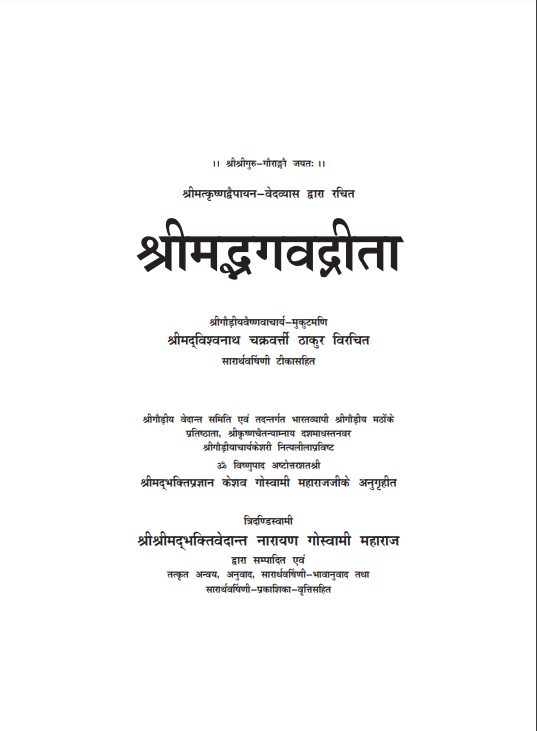 ।। श्रीश्रीगुरु-गौराङ्गौ जयतः ।।
श्रीमत्कृष्णद्वैपायन-वेदव्यास द्वारा रचित
श्रीमद्भगवद्गीता
श्रीगौड़ीयवैष्णवाचार्य-मुकुटमणि
श्रीमद्विश्वनाथ चक्रवर्त्ती ठाकुर विरचित
सारार्थवर्षिणी टीकासहित
श्रीगौड़ीय वेदान्त समिति एवं तदन्तर्गत भारतव्यापी श्रीगौड़ीय मठोंके
प्रतिष्ठाता, श्रीकृष्णचैतन्याम्नाय दशमाधस्तनवर
श्रीगौड़ीयाचार्यकेशरी नित्यलीलाप्रविष्ट
ॐ विष्णुपाद अष्टोत्तरशतश्री
श्रीमद्भक्तिप्रज्ञान केशव गोस्वामी महाराजजीके अनुगृहीत
त्रिदण्डिस्वामी
श्रीश्रीमद्भक्तिवेदान्त नारायण गोस्वामी महाराज
द्वारा सम्पादित एवं
तत्कृत अन्वय, अनुवाद, सारार्थवर्षिणी-भावानुवाद तथा
सारार्थवर्षिणी-प्रकाशिका-वृत्तिसहित